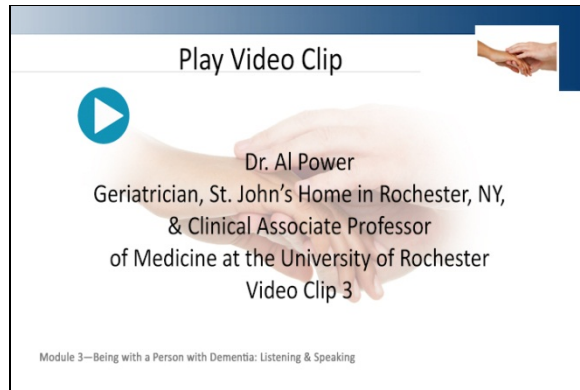 Play Video Clip
Dr. Al Power
Geriatrician, St. John's Home in Rochester, NY,
& Clinical Associate Professor
of Medicine at the University of Rochester
Video Clip 3
Module 3—Being with a Person with Dementia: Listening & Speaking